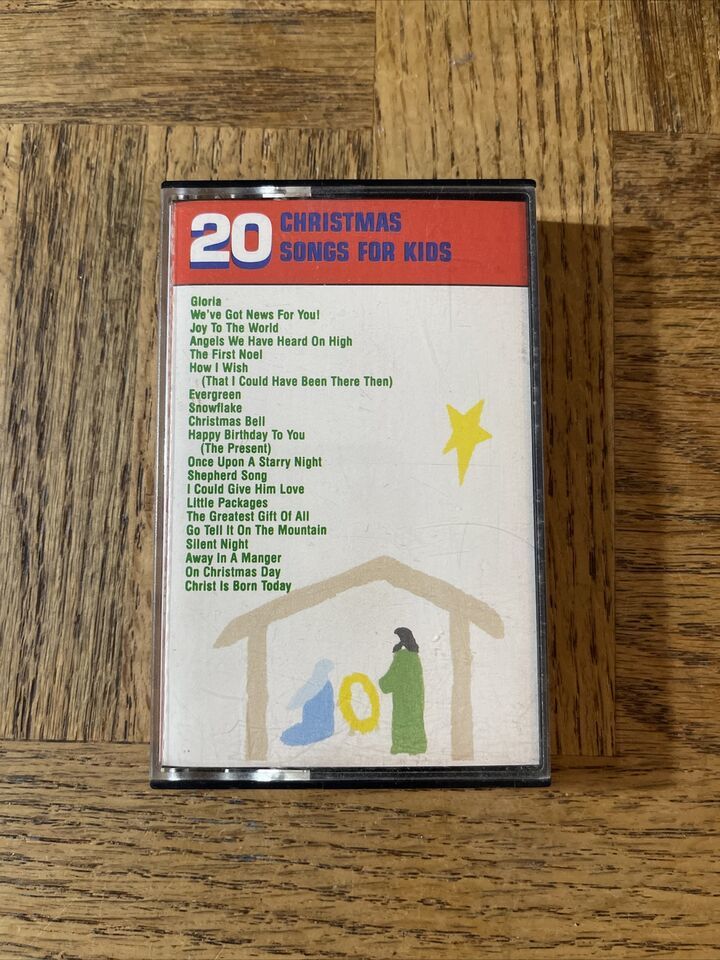 20 CHRISTMAS
SONGS FOR KIDS
Gloria
We've Got News For You!
Joy To The World
Angels We Have Heard On High
The First Noel
How I Wish
(That I Could Have Been There Then)
Evergreen
Snowflake
Christmas Bell
Happy Birthday To You
(The Present)
Once Upon A Starry Night
Shepherd Song
I Could Give Him Love
Little Packages
The Greatest Gift Of All
Go Tell It On The Mountain
Silent Night
Away In A Manger
On Christmas Day
Christ Is Born Today